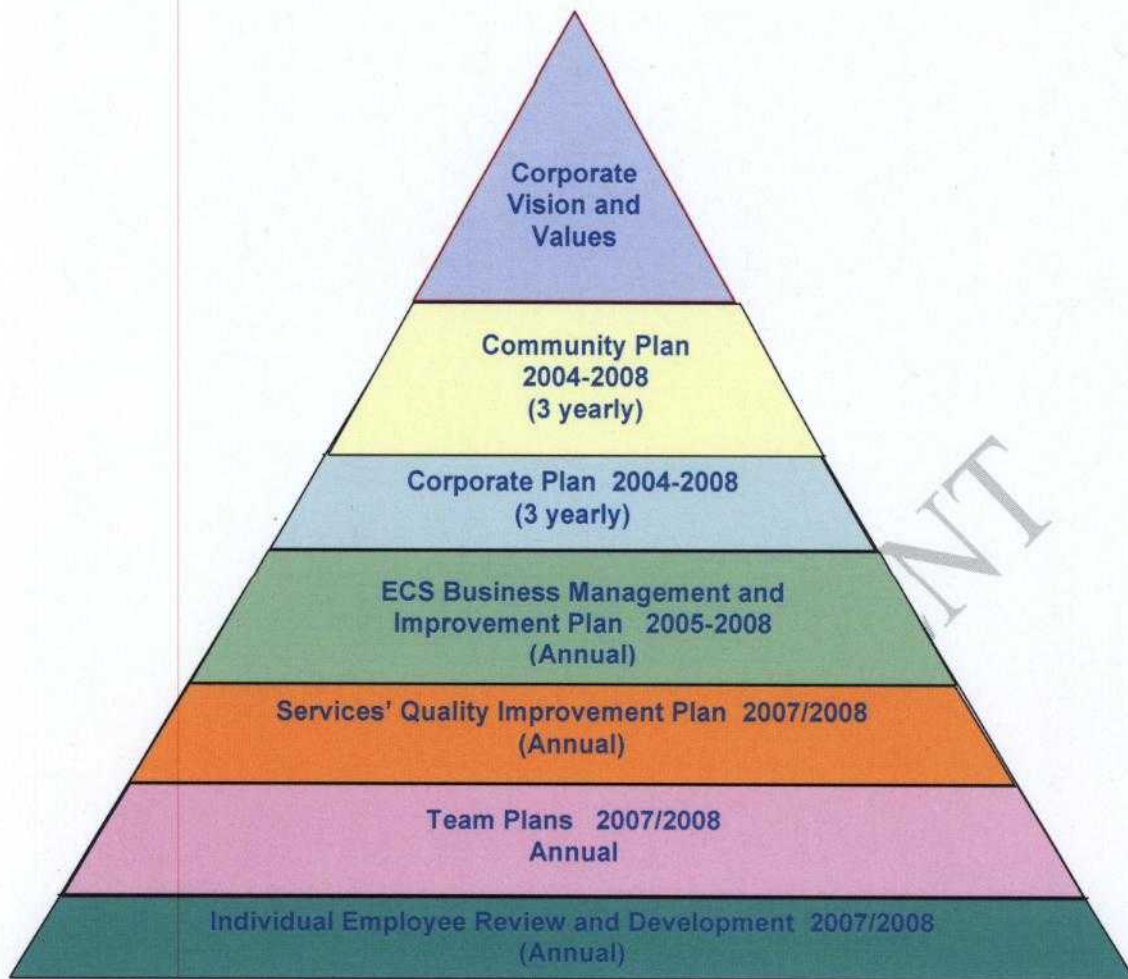 Corporate
Vision and
Values
Community Plan
2004-2008
(3 yearly)
Corporate Plan 2004-2008
(3 yearly)
ECS Business Management and
Improvement Plan 2005-2008
(Annual)
Services' Quality Improvement Plan 2007/2008
(Annual)
Team Plans 2007/2008
Annual
Individual Employee Review and Development 2007/2008
(Annual)